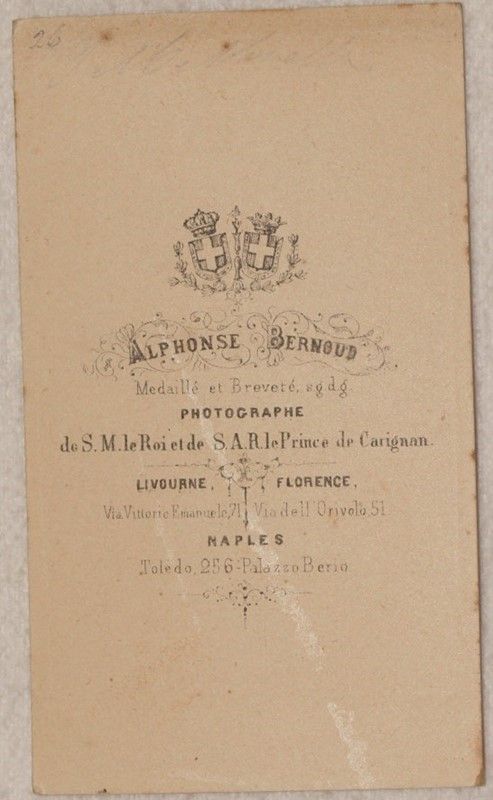 26
ALPHONSE BERNOUD
Medaillé et Breveté, s.g.d.g.
PHOTOGRAPHE
de S. M. le Roi et de S. A. R. le Prince de Carignan.
LIVOURNE, FLORENCE,
Via Vittorio Emanuele, 71 Via dell'Orivolo, 51
NAPLES
Toledo, 256-Palazzo Berio